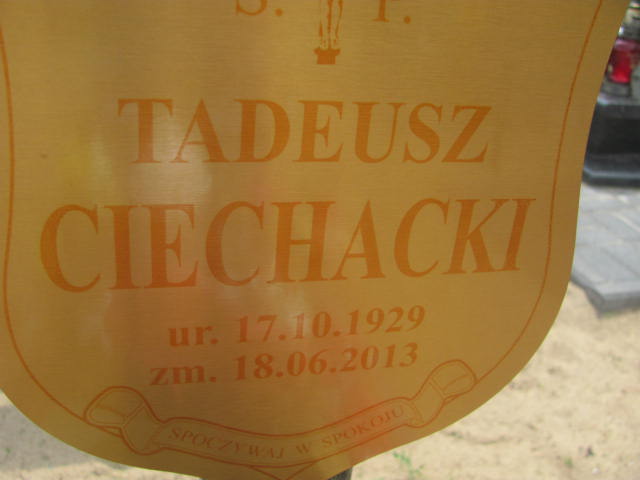 S. P.
TADEUSZ
CIECHACKI
ur. 17.10.1929
zm. 18.06.2013
SPOCZYWAJ W SPOKOJU